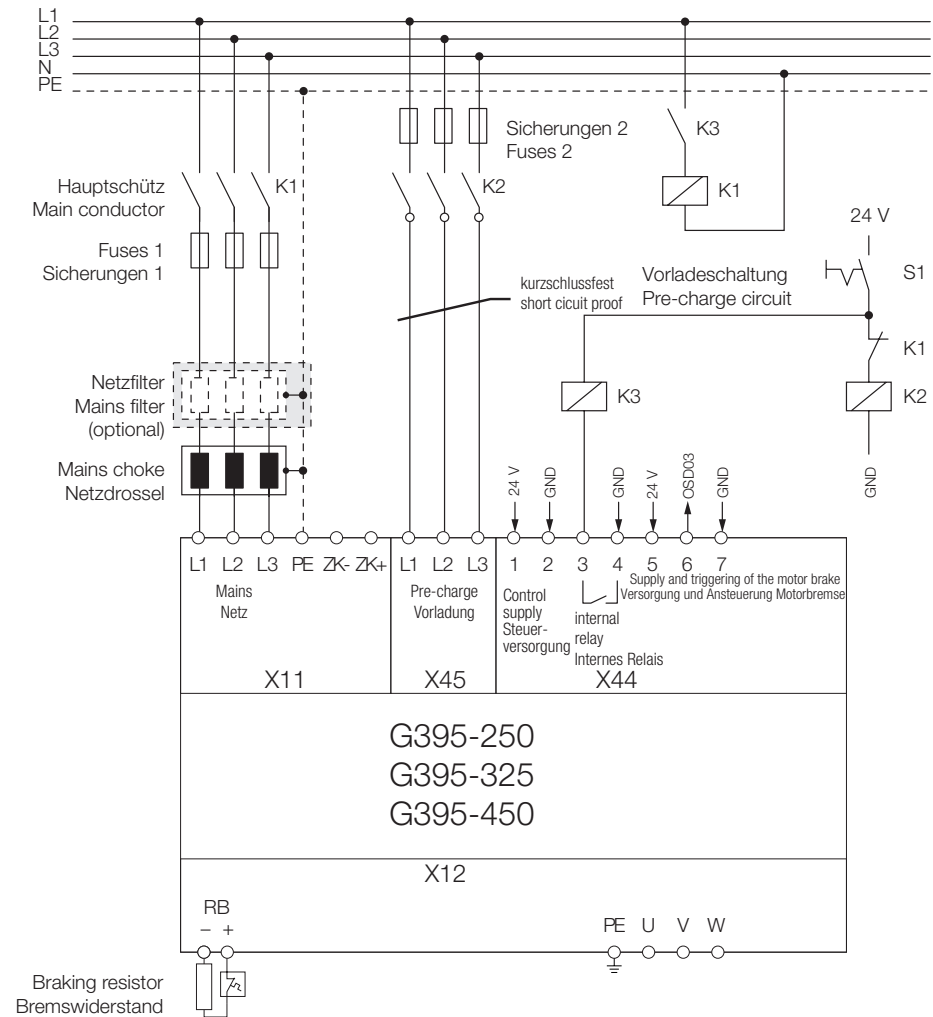 L1
L2
L3
N
PE
Sicherungen 2
Fuses 2
K3
K1
Hauptschütz
Main conductor
K1
K2
Fuses 1
Sicherungen 1
24 V
S1
kurzschlussfest
short cicuit proof
Vorladeschaltung
Pre-charge circuit
K1
K3
K2
GND
Netzfilter
Mains filter
(optional)
Mains choke
Netzdrossel
24 V
GND
GND
24 V
OSD03
GND
L1 L2 L3 PE ZK- ZK+ L1 L2 L3 1 2 3 4 5 6 7
Mains
Netz
Pre-charge
Vorladung
Control
supply
Steuer-
versorgung
internal
relay
Internes Relais
Supply and triggering of the motor brake
Versorgung und Ansteuerung Motorbremse
X11 X45 X44
G395-250
G395-325
G395-450
X12
RB
– +
PE U V W
Braking resistor
Bremswiderstand